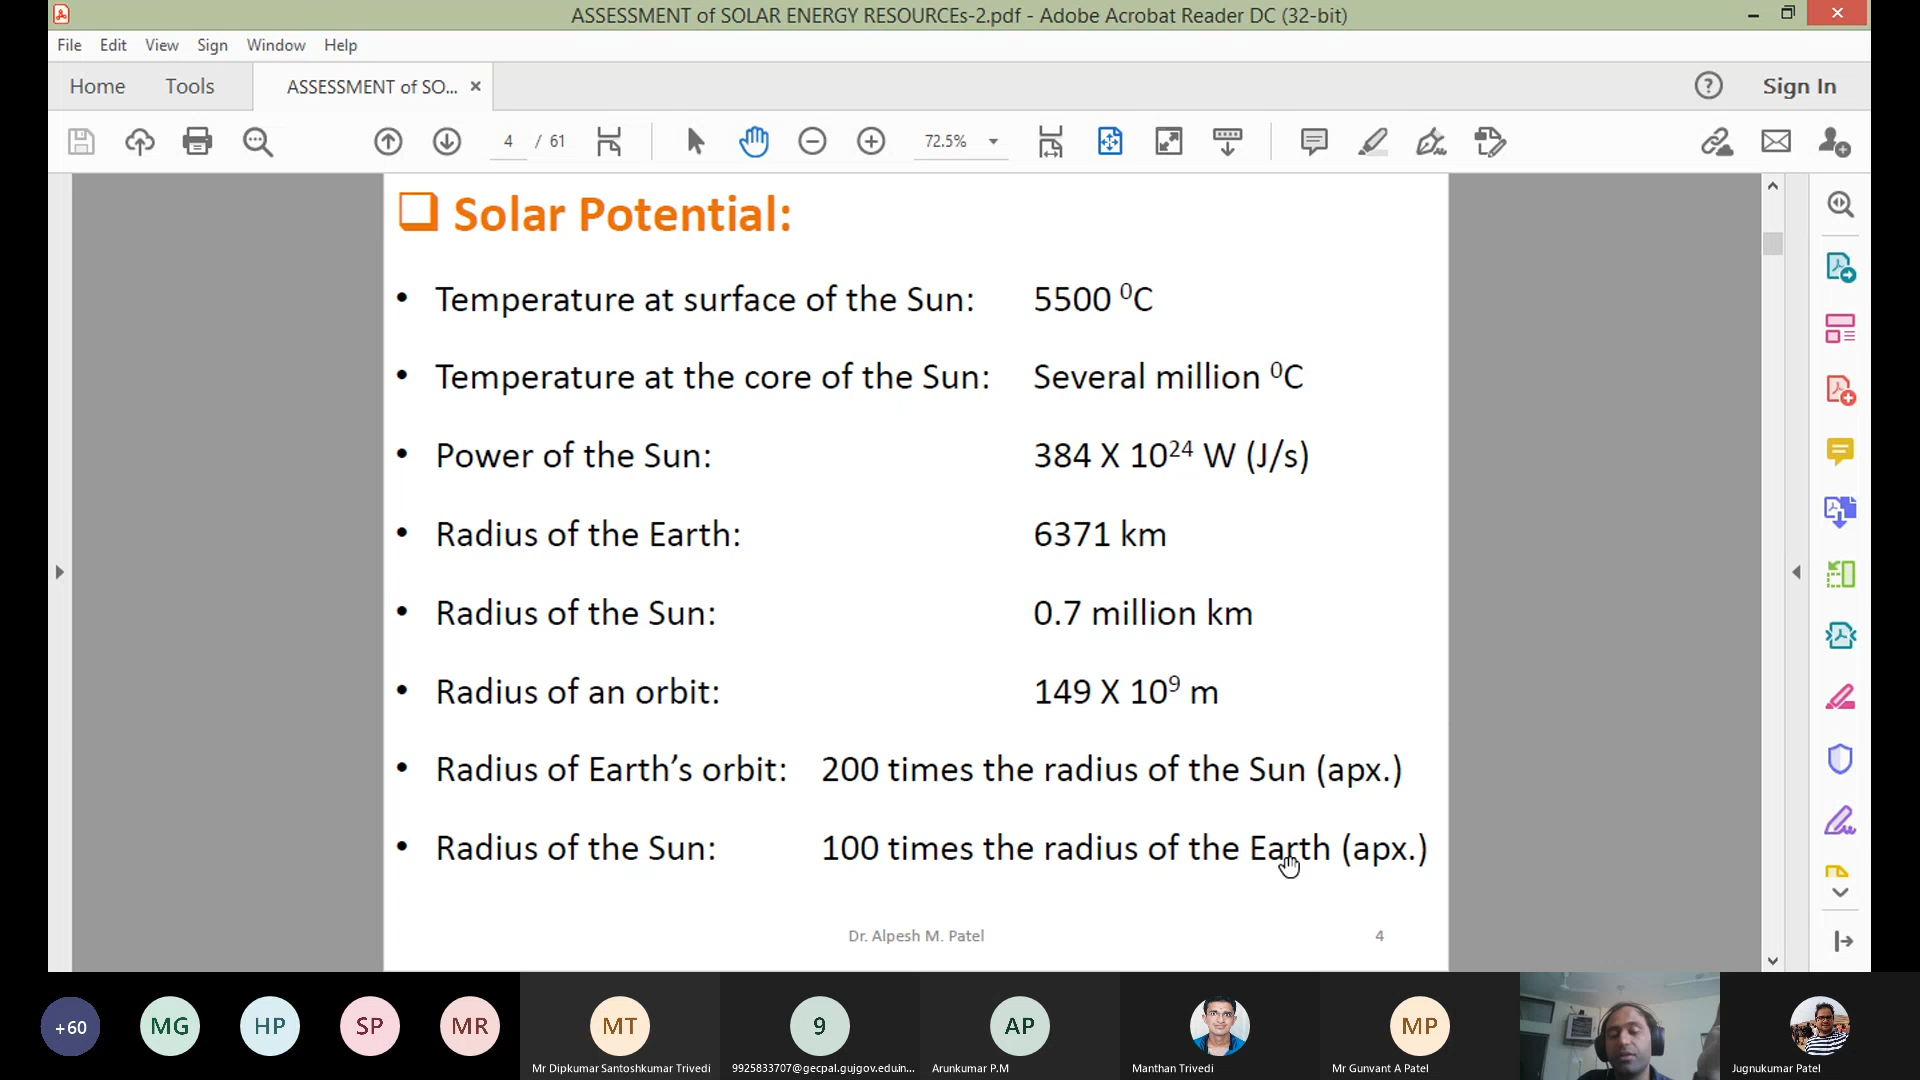 ASSESSMENT of SOLAR ENERGY RESOURCEs-2.pdf - Adobe Acrobat Reader DC (32-bit)
File Edit View Sign Window Help
Home Tools ASSESSMENT of SO... × Sign In
4 / 61 72.5%
❑ Solar Potential:
• Temperature at surface of the Sun: 5500 ⁰C
• Temperature at the core of the Sun: Several million ⁰C
• Power of the Sun: 384 X 10²⁴ W (J/s)
• Radius of the Earth: 6371 km
• Radius of the Sun: 0.7 million km
• Radius of an orbit: 149 X 10⁹ m
• Radius of Earth’s orbit: 200 times the radius of the Sun (apx.)
• Radius of the Sun: 100 times the radius of the Earth (apx.)
Dr. Alpesh M. Patel 4
+60 MG HP SP MR MT 9 AP MP
Mr Dipkumar Santoshkumar Trivedi 9925833707@gecpal.gujgov.edu.in... Arunkumar P.M Manthan Trivedi Mr Gunvant A Patel Jugnukumar Patel